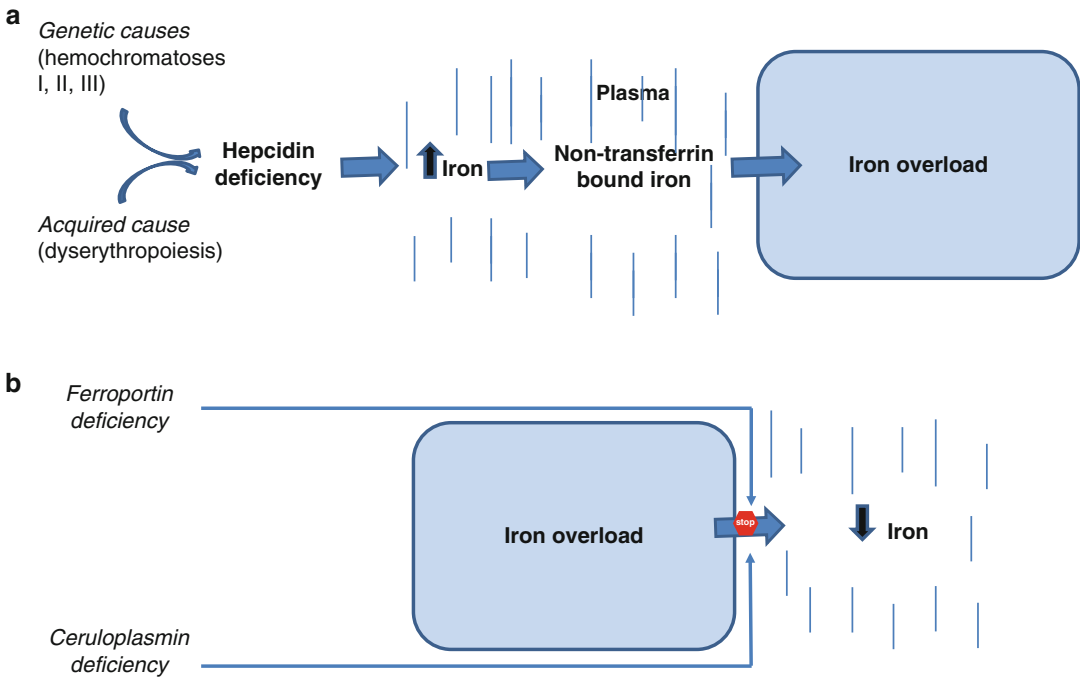 a
Genetic causes
(hemochromatoses
I, II, III)
Hepcidin
deficiency
Acquired cause
(dyserythropoiesis)
Iron
Plasma
Non-transferrin
bound iron
Iron overload
b
Ferroportin
deficiency
Iron overload
stop
Iron
Ceruloplasmin
deficiency